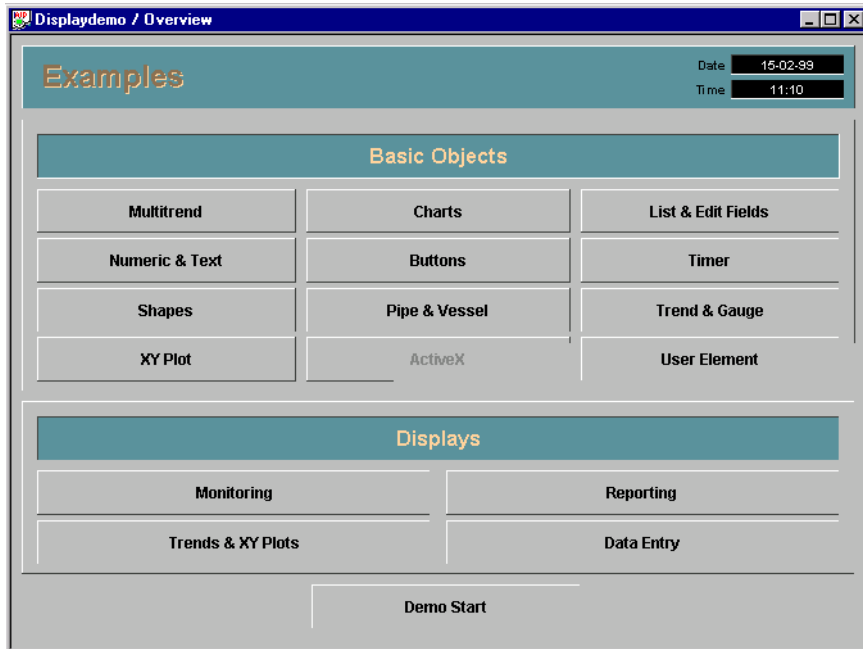 Displaydemo / Overview
Examples
Date 15-02-99
Time 11:10
Basic Objects
Multitrend Charts List & Edit Fields
Numeric & Text Buttons Timer
Shapes Pipe & Vessel Trend & Gauge
XY Plot ActiveX User Element
Displays
Monitoring Reporting
Trends & XY Plots Data Entry
Demo Start